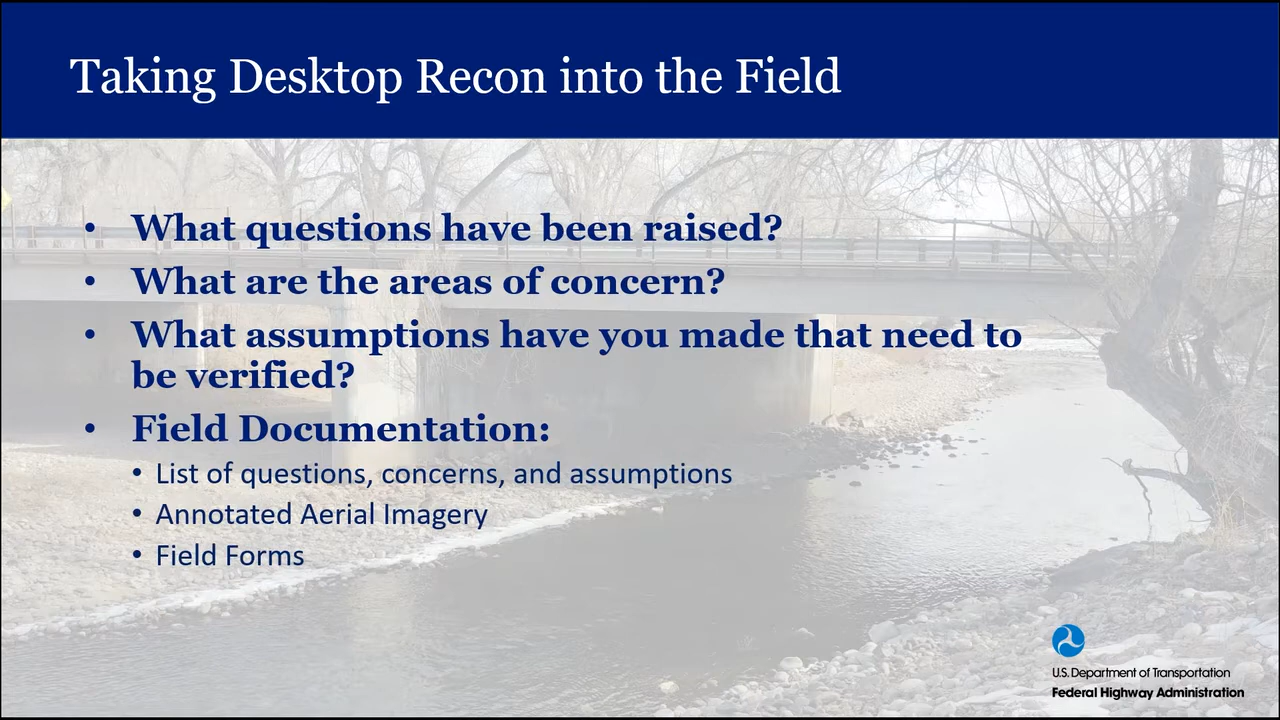 Taking Desktop Recon into the Field
• What questions have been raised?
• What are the areas of concern?
• What assumptions have you made that need to
be verified?
• Field Documentation:
• List of questions, concerns, and assumptions
• Annotated Aerial Imagery
• Field Forms
U.S. Department of Transportation
Federal Highway Administration